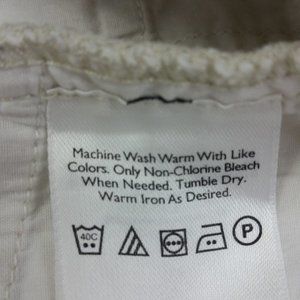 Machine Wash Warm With Like
Colors. Only Non-Chlorine Bleach
When Needed. Tumble Dry.
Warm Iron As Desired.
40C P